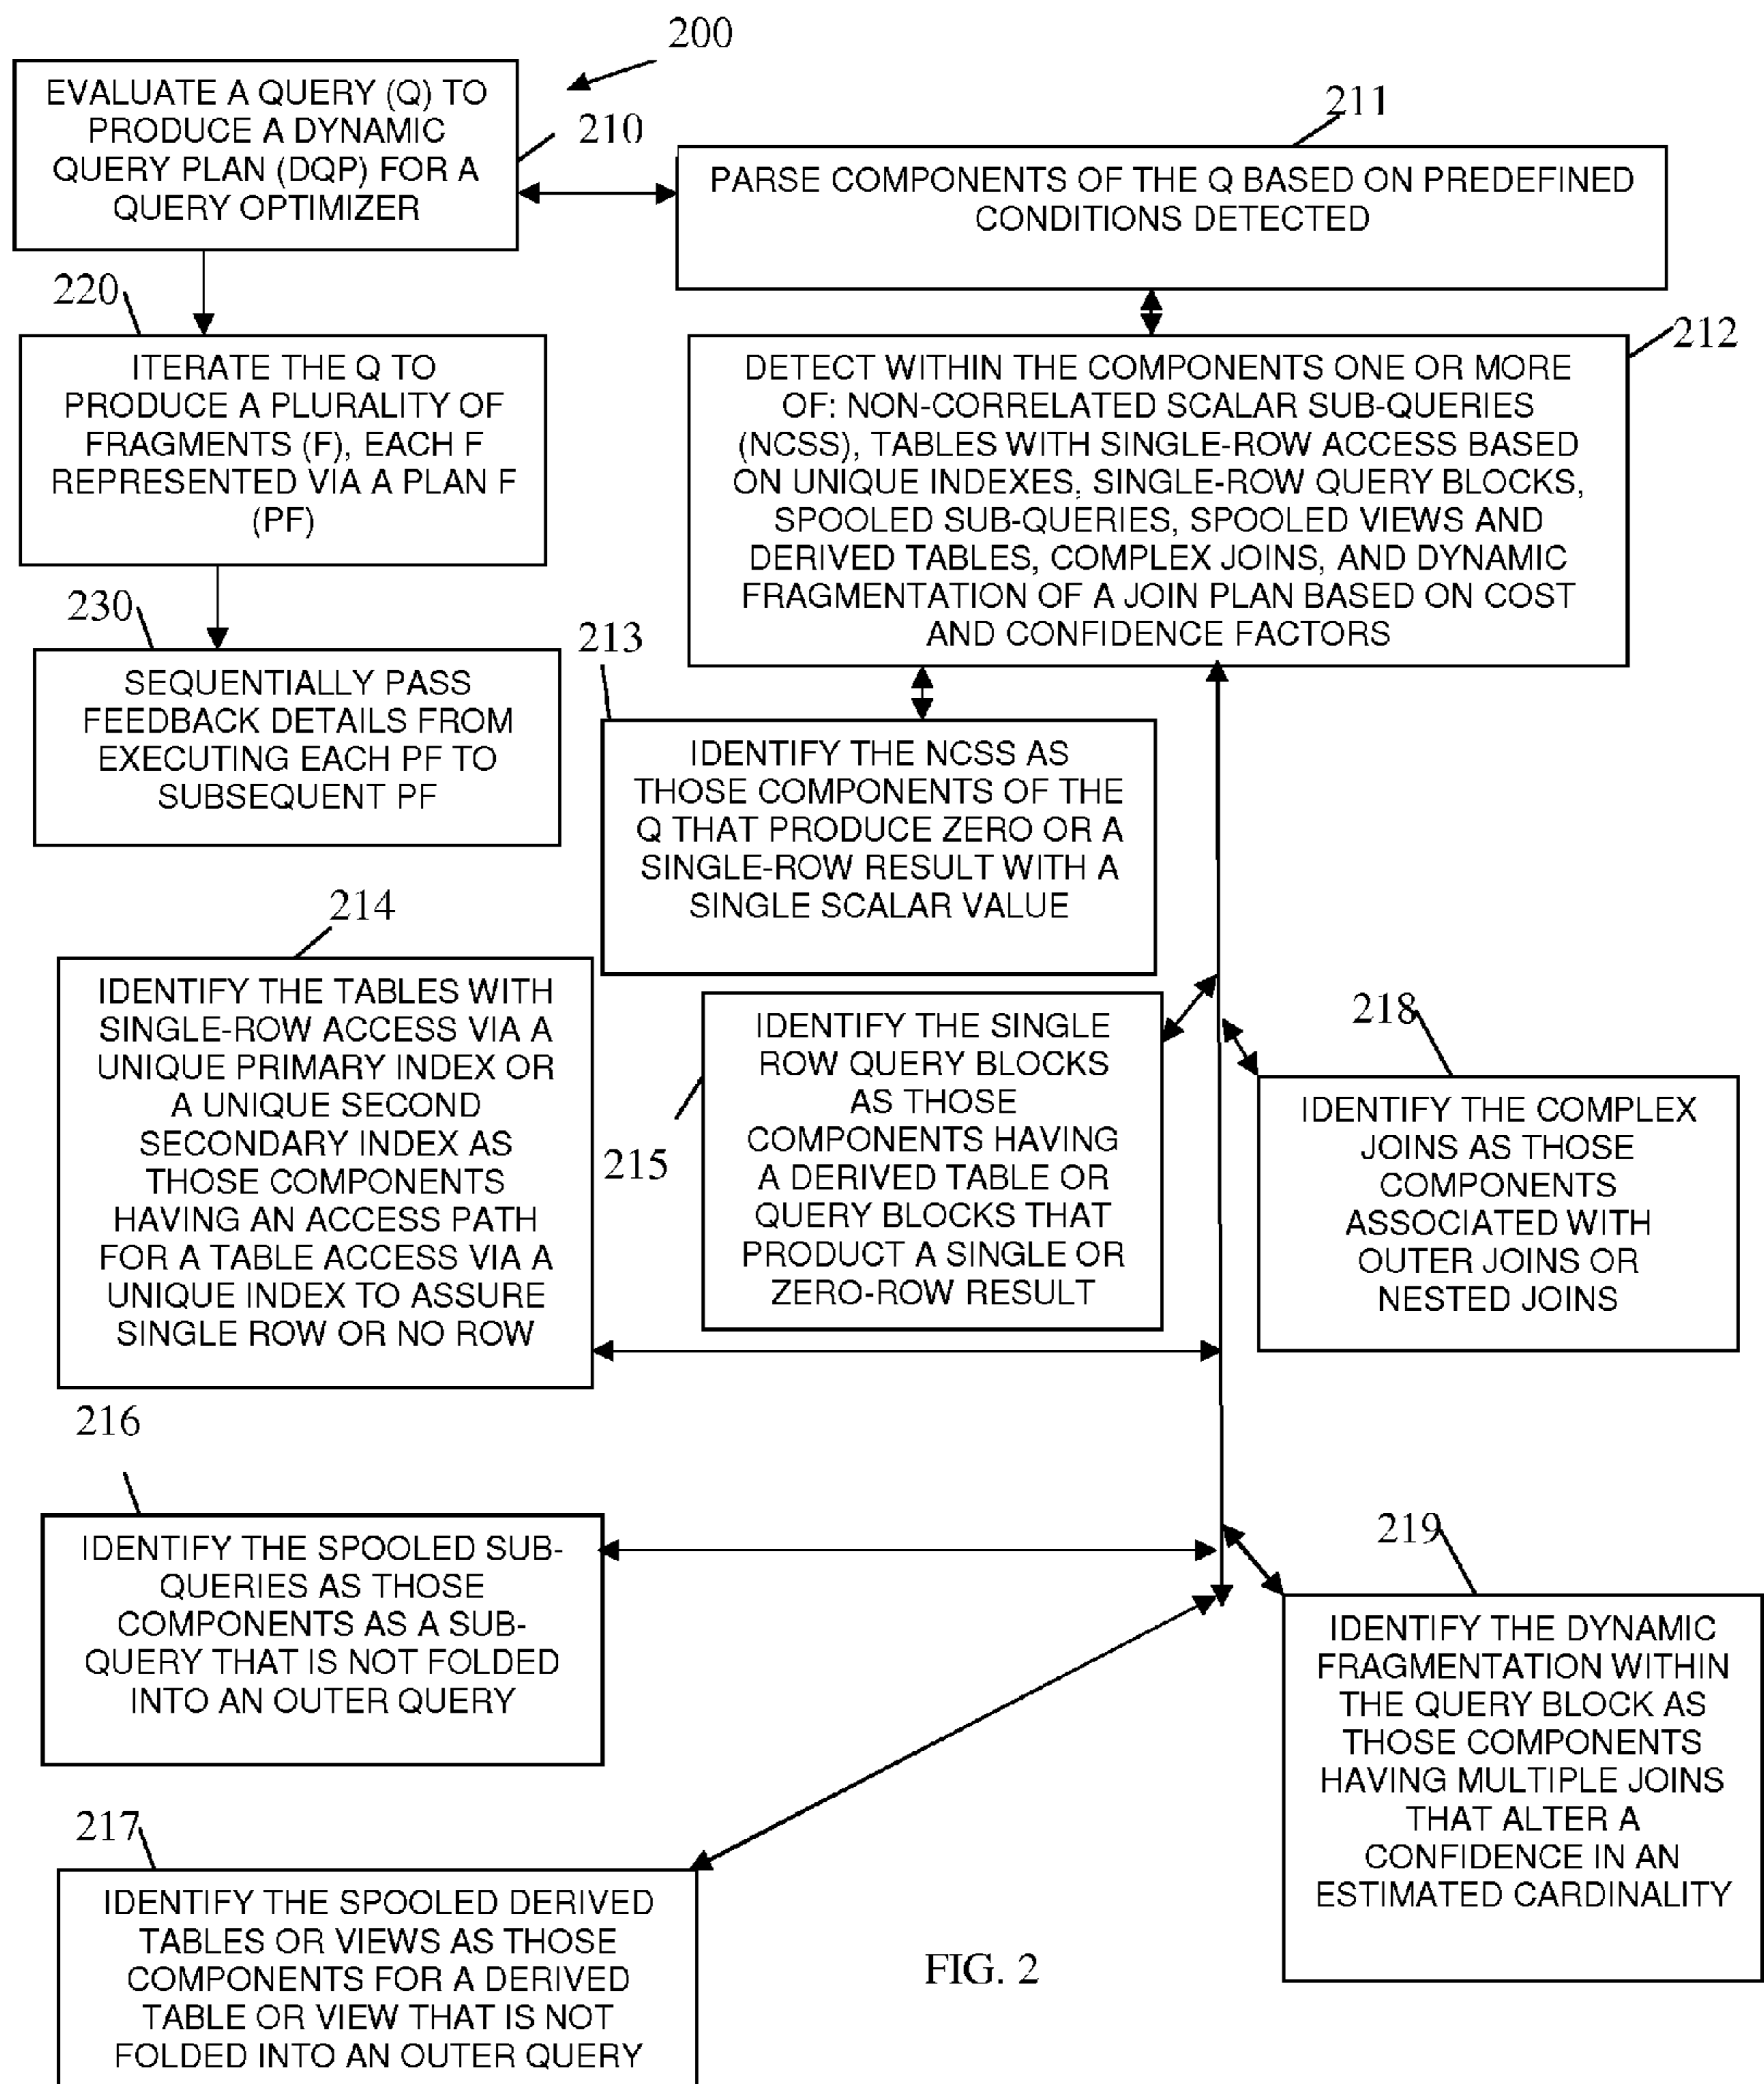 200
EVALUATE A QUERY (Q) TO
PRODUCE A DYNAMIC
QUERY PLAN (DQP) FOR A
QUERY OPTIMIZER
210
211
PARSE COMPONENTS OF THE Q BASED ON PREDEFINED
CONDITIONS DETECTED
220
ITERATE THE Q TO
PRODUCE A PLURALITY OF
FRAGMENTS (F), EACH F
REPRESENTED VIA A PLAN F
(PF)
212
DETECT WITHIN THE COMPONENTS ONE OR MORE
OF: NON-CORRELATED SCALAR SUB-QUERIES
(NCSS), TABLES WITH SINGLE-ROW ACCESS BASED
ON UNIQUE INDEXES, SINGLE-ROW QUERY BLOCKS,
SPOOLED SUB-QUERIES, SPOOLED VIEWS AND
DERIVED TABLES, COMPLEX JOINS, AND DYNAMIC
FRAGMENTATION OF A JOIN PLAN BASED ON COST
AND CONFIDENCE FACTORS
230
SEQUENTIALLY PASS
FEEDBACK DETAILS FROM
EXECUTING EACH PF TO
SUBSEQUENT PF
213
IDENTIFY THE NCSS AS
THOSE COMPONENTS OF THE
Q THAT PRODUCE ZERO OR A
SINGLE-ROW RESULT WITH A
SINGLE SCALAR VALUE
214
IDENTIFY THE TABLES WITH
SINGLE-ROW ACCESS VIA A
UNIQUE PRIMARY INDEX OR
A UNIQUE SECOND
SECONDARY INDEX AS
THOSE COMPONENTS
HAVING AN ACCESS PATH
FOR A TABLE ACCESS VIA A
UNIQUE INDEX TO ASSURE
SINGLE ROW OR NO ROW
215
IDENTIFY THE SINGLE
ROW QUERY BLOCKS
AS THOSE
COMPONENTS HAVING
A DERIVED TABLE OR
QUERY BLOCKS THAT
PRODUCT A SINGLE OR
ZERO-ROW RESULT
218
IDENTIFY THE COMPLEX
JOINS AS THOSE
COMPONENTS
ASSOCIATED WITH
OUTER JOINS OR
NESTED JOINS
216
IDENTIFY THE SPOOLED SUB-
QUERIES AS THOSE
COMPONENTS AS A SUB-
QUERY THAT IS NOT FOLDED
INTO AN OUTER QUERY
219
IDENTIFY THE DYNAMIC
FRAGMENTATION WITHIN
THE QUERY BLOCK AS
THOSE COMPONENTS
HAVING MULTIPLE JOINS
THAT ALTER A
CONFIDENCE IN AN
ESTIMATED CARDINALITY
217
IDENTIFY THE SPOOLED DERIVED
TABLES OR VIEWS AS THOSE
COMPONENTS FOR A DERIVED
TABLE OR VIEW THAT IS NOT
FOLDED INTO AN OUTER QUERY
FIG. 2